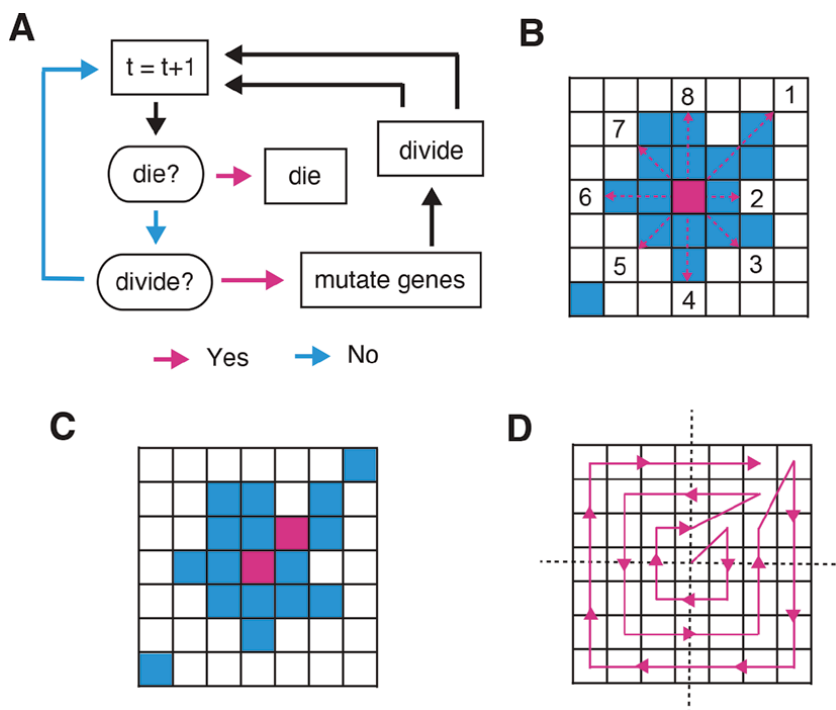 A
t = t+1
die?
die
divide
divide?
mutate genes
Yes
No
B
8
1
7
6
2
5
3
4
C
D